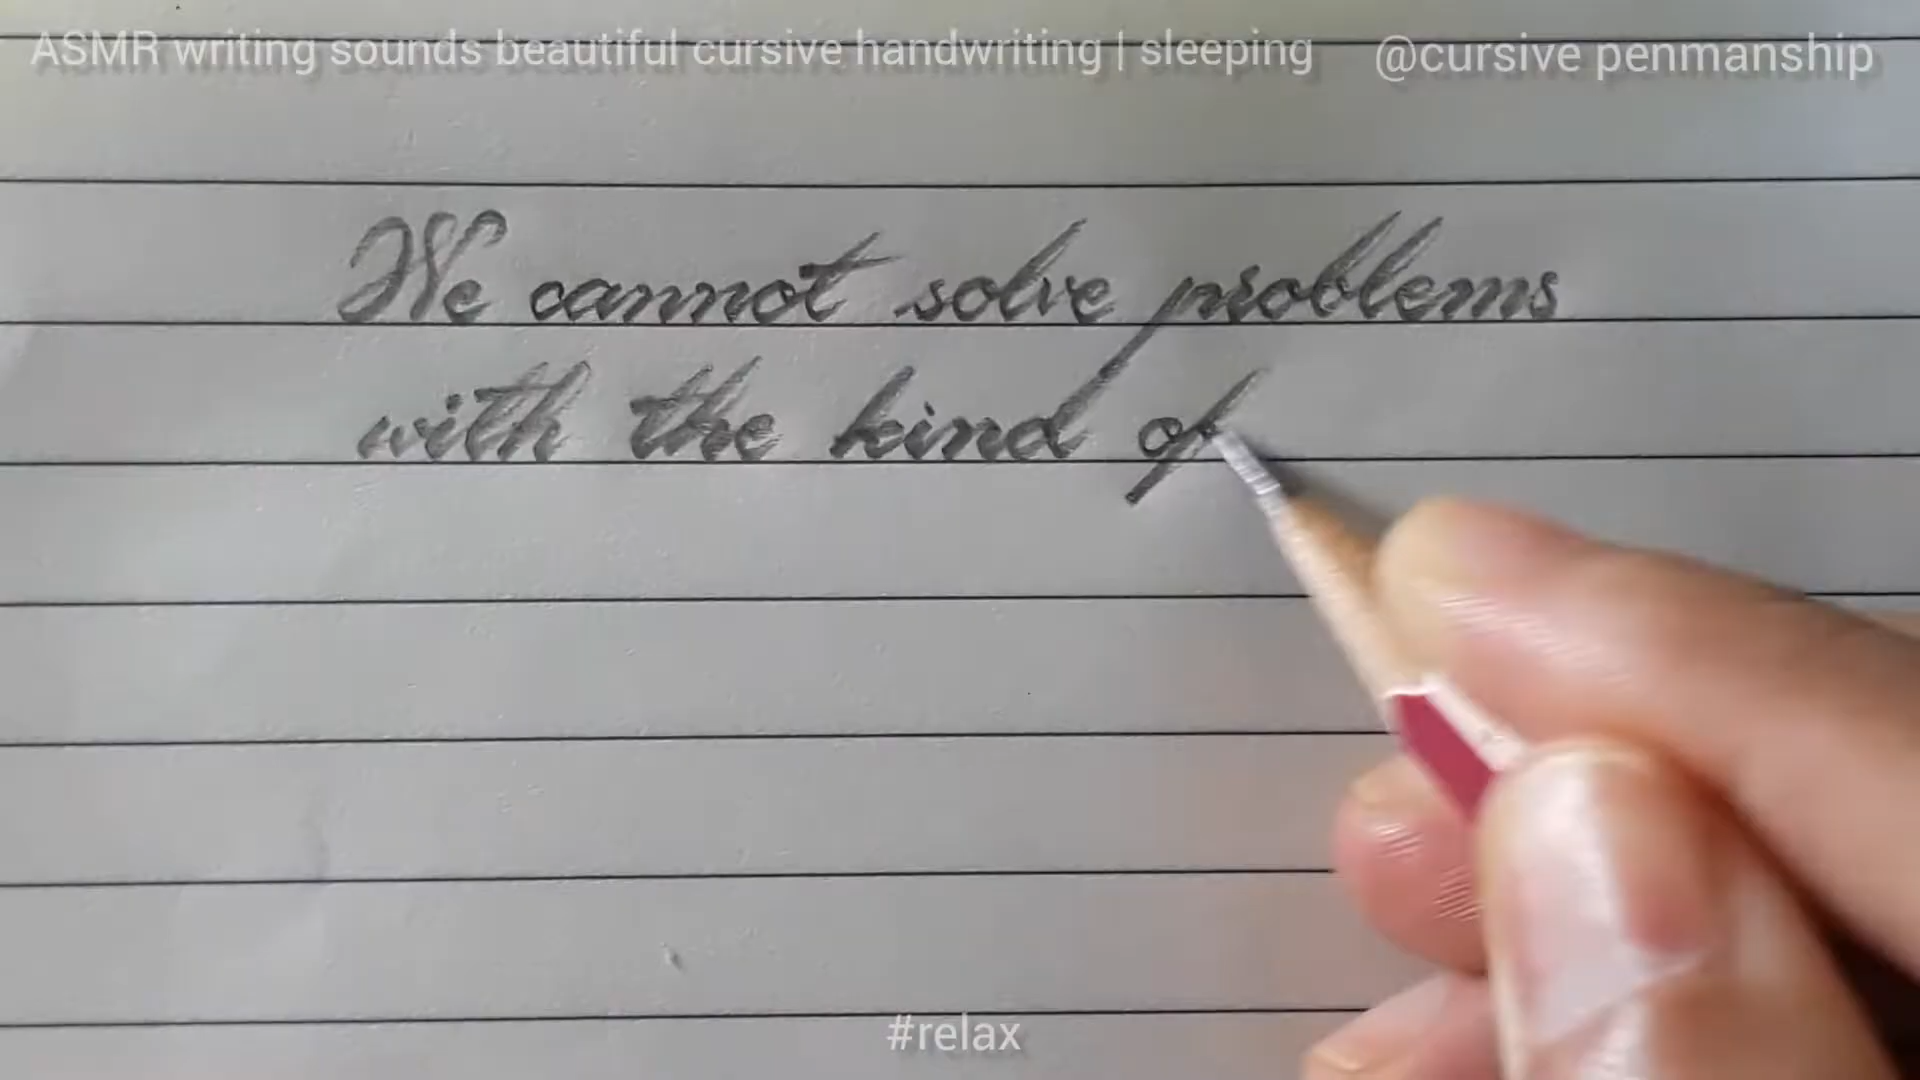 ASMR writing sounds beautiful cursive handwriting | sleeping @cursive penmanship
We cannot solve problems
with the kind of
#relax